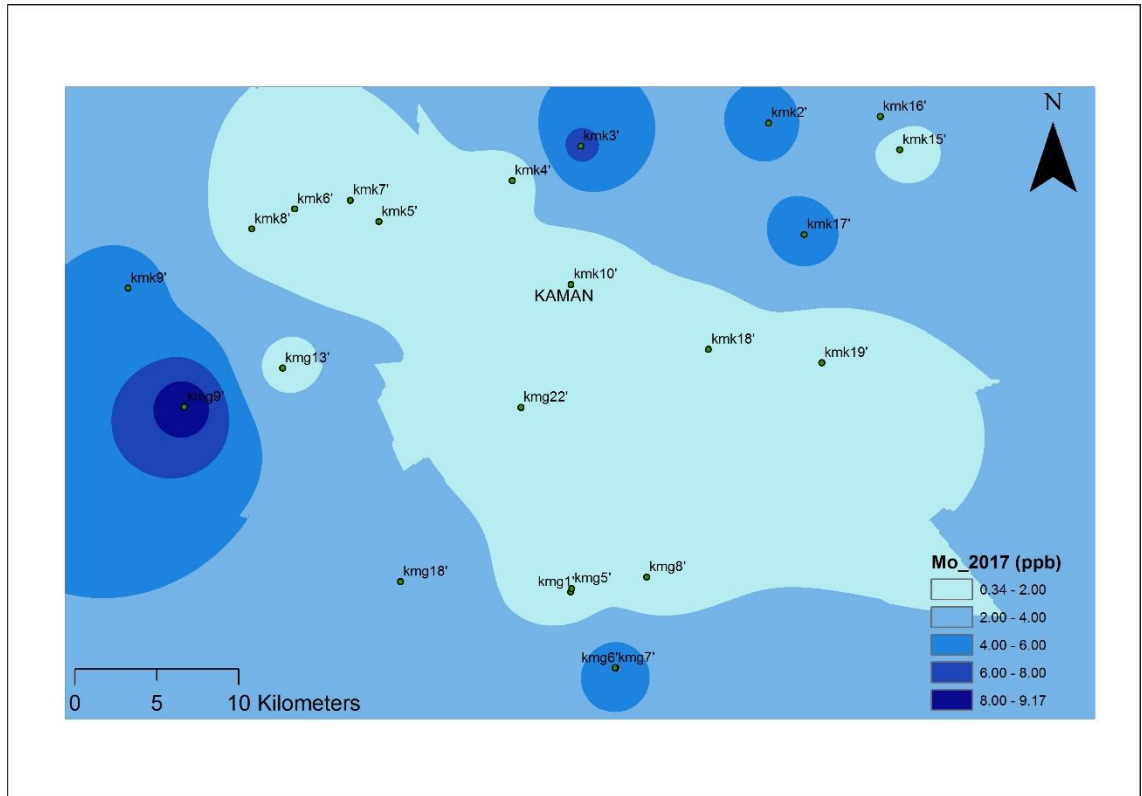 N
kmk16'
kmk2'
kmk3'
kmk15'
kmk4'
kmk7'
kmk6'
kmk5'
kmk8'
kmk17'
kmk9'
kmk10'
KAMAN
kmk18'
kmg13'
kmk19'
kmg9'
kmg22'
kmg18'
kmg1'
kmg5'
kmg8'
kmg6'
kmg7'
Mo_2017 (ppb)
0.34 - 2.00
2.00 - 4.00
4.00 - 6.00
6.00 - 8.00
8.00 - 9.17
0 5 10 Kilometers